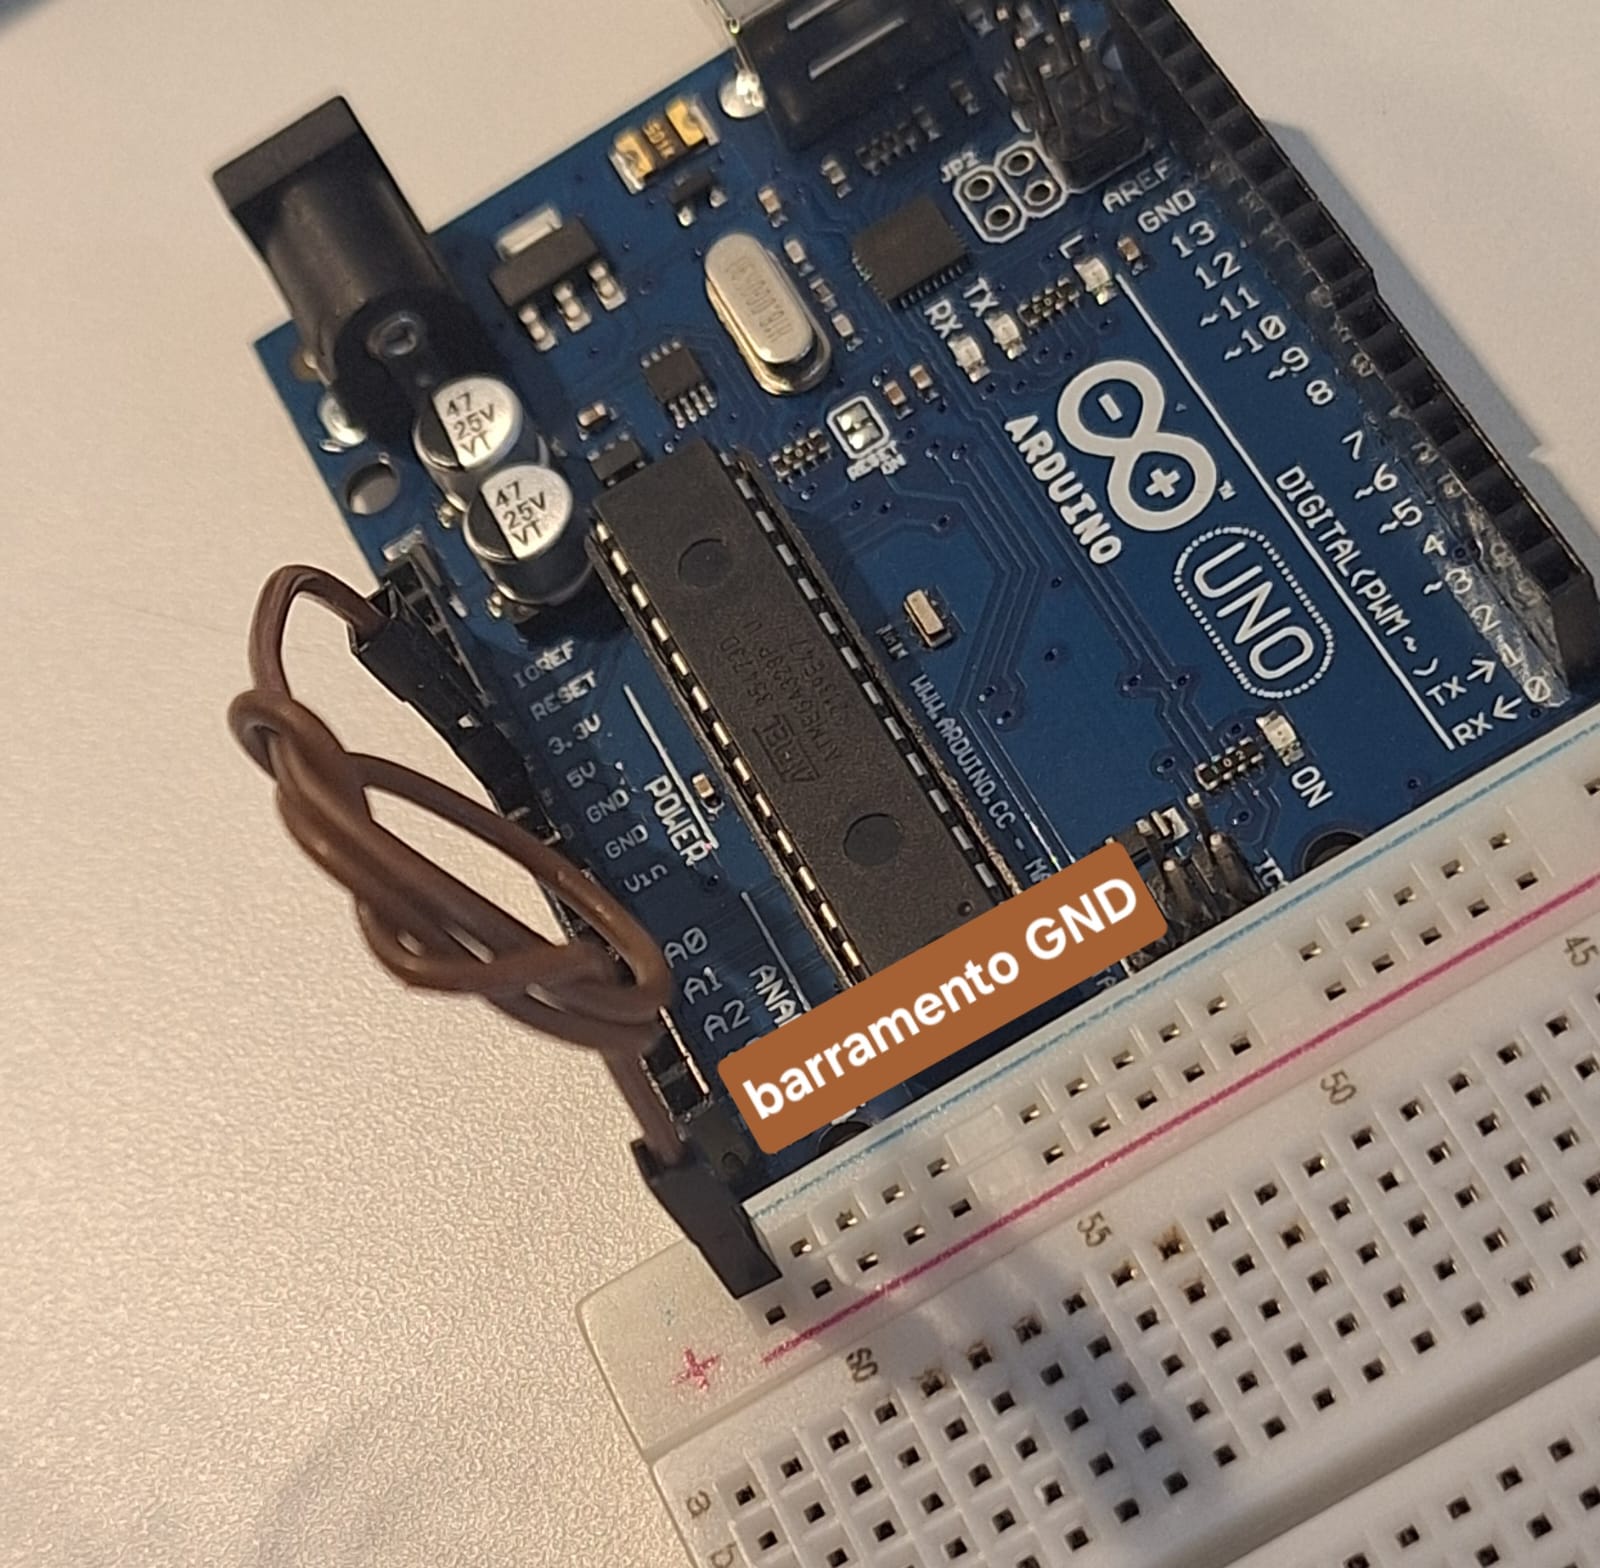 JP2
AREF
GND
13
12
~11
~10
~9
8
7
~6
~5
4
~3
2
TX→1
RX←0
L
TX
RX
ARDUINO
UNO
DIGITAL(PWM~)
ON
47
25V
VT
47
25V
VT
IOREF
RESET
3.3V
5V
GND
GND
Vin
POWER
ATMEL
WWW.ARDUINO.CC -
A0
A1
A2
ANA
barramento GND
45
50
55
60
+